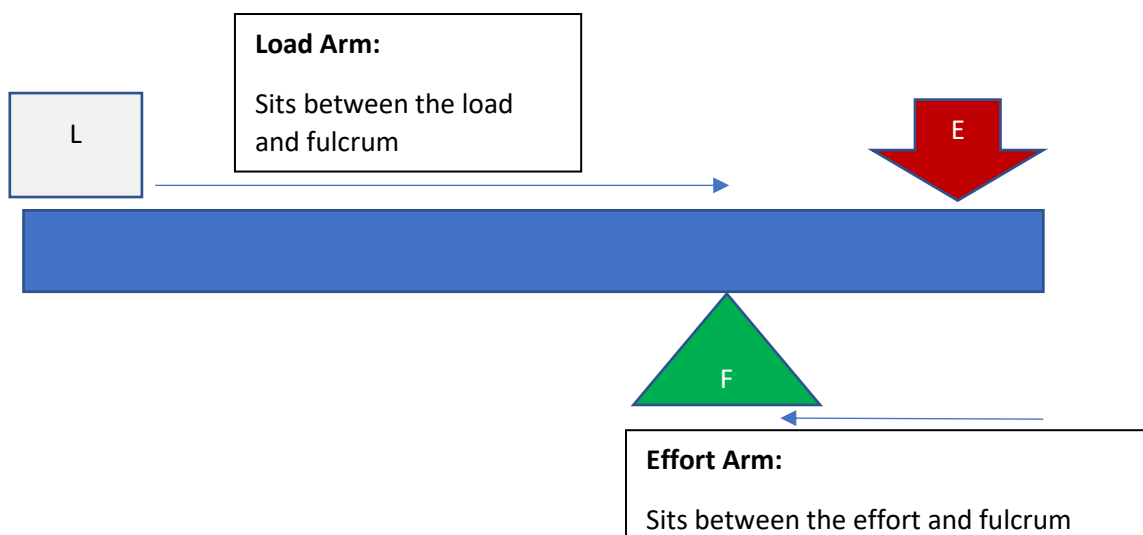 Load Arm:
Sits between the load
and fulcrum
L
E
F
Effort Arm:
Sits between the effort and fulcrum